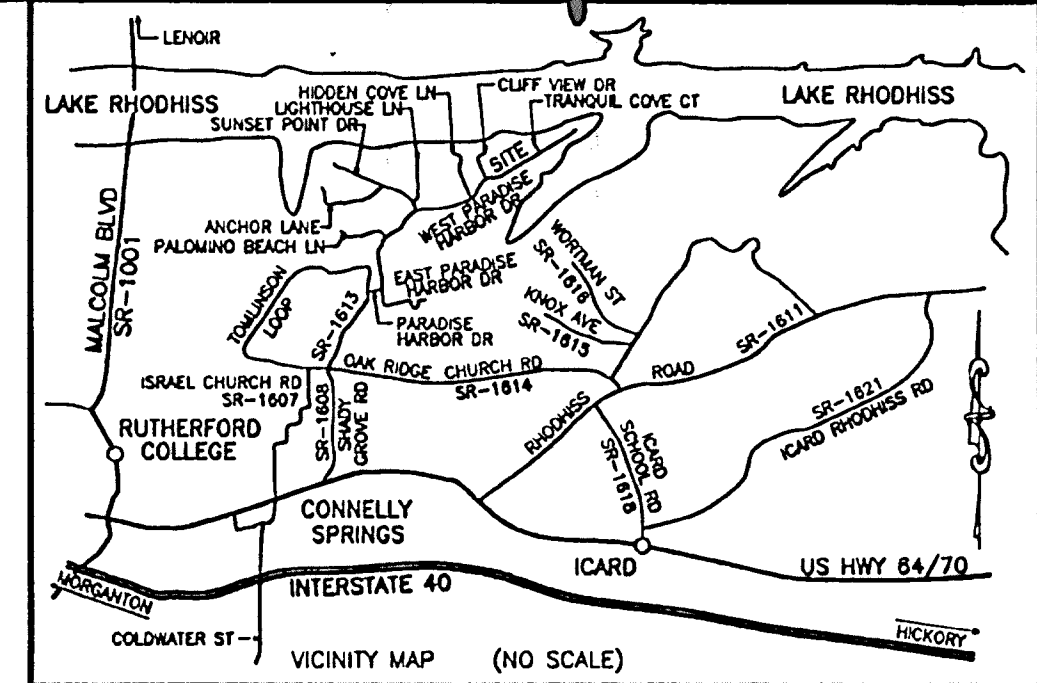 LENOIR
LAKE RHODHISS
HIDDEN COVE LN
LIGHTHOUSE LN
SUNSET POINT DR
CLIFF VIEW DR
TRANQUIL COVE CT
LAKE RHODHISS
SITE
WEST PARADISE
HARBOR DR
ANCHOR LANE
PALOMINO BEACH LN
MALCOLM BLVD
SR-1001
WORTMAN ST
SR-1616
EAST PARADISE
HARBOR DR
TOMLINSON
LOOP
SR-1613
KNOX AVE
SR-1615
PARADISE
HARBOR DR
SR-1611
OAK RIDGE CHURCH RD
SR-1614
ROAD
ISRAEL CHURCH RD
SR-1607
SR-1608
SHADY
GROVE RD
RHODHISS
SR-1621
ICARD RHODHISS RD
RUTHERFORD
COLLEGE
ICARD
SCHOOL RD
SR-1618
CONNELLY
SPRINGS
ICARD
US HWY 64/70
MORGANTON
INTERSTATE 40
HICKORY
COLDWATER ST
VICINITY MAP (NO SCALE)